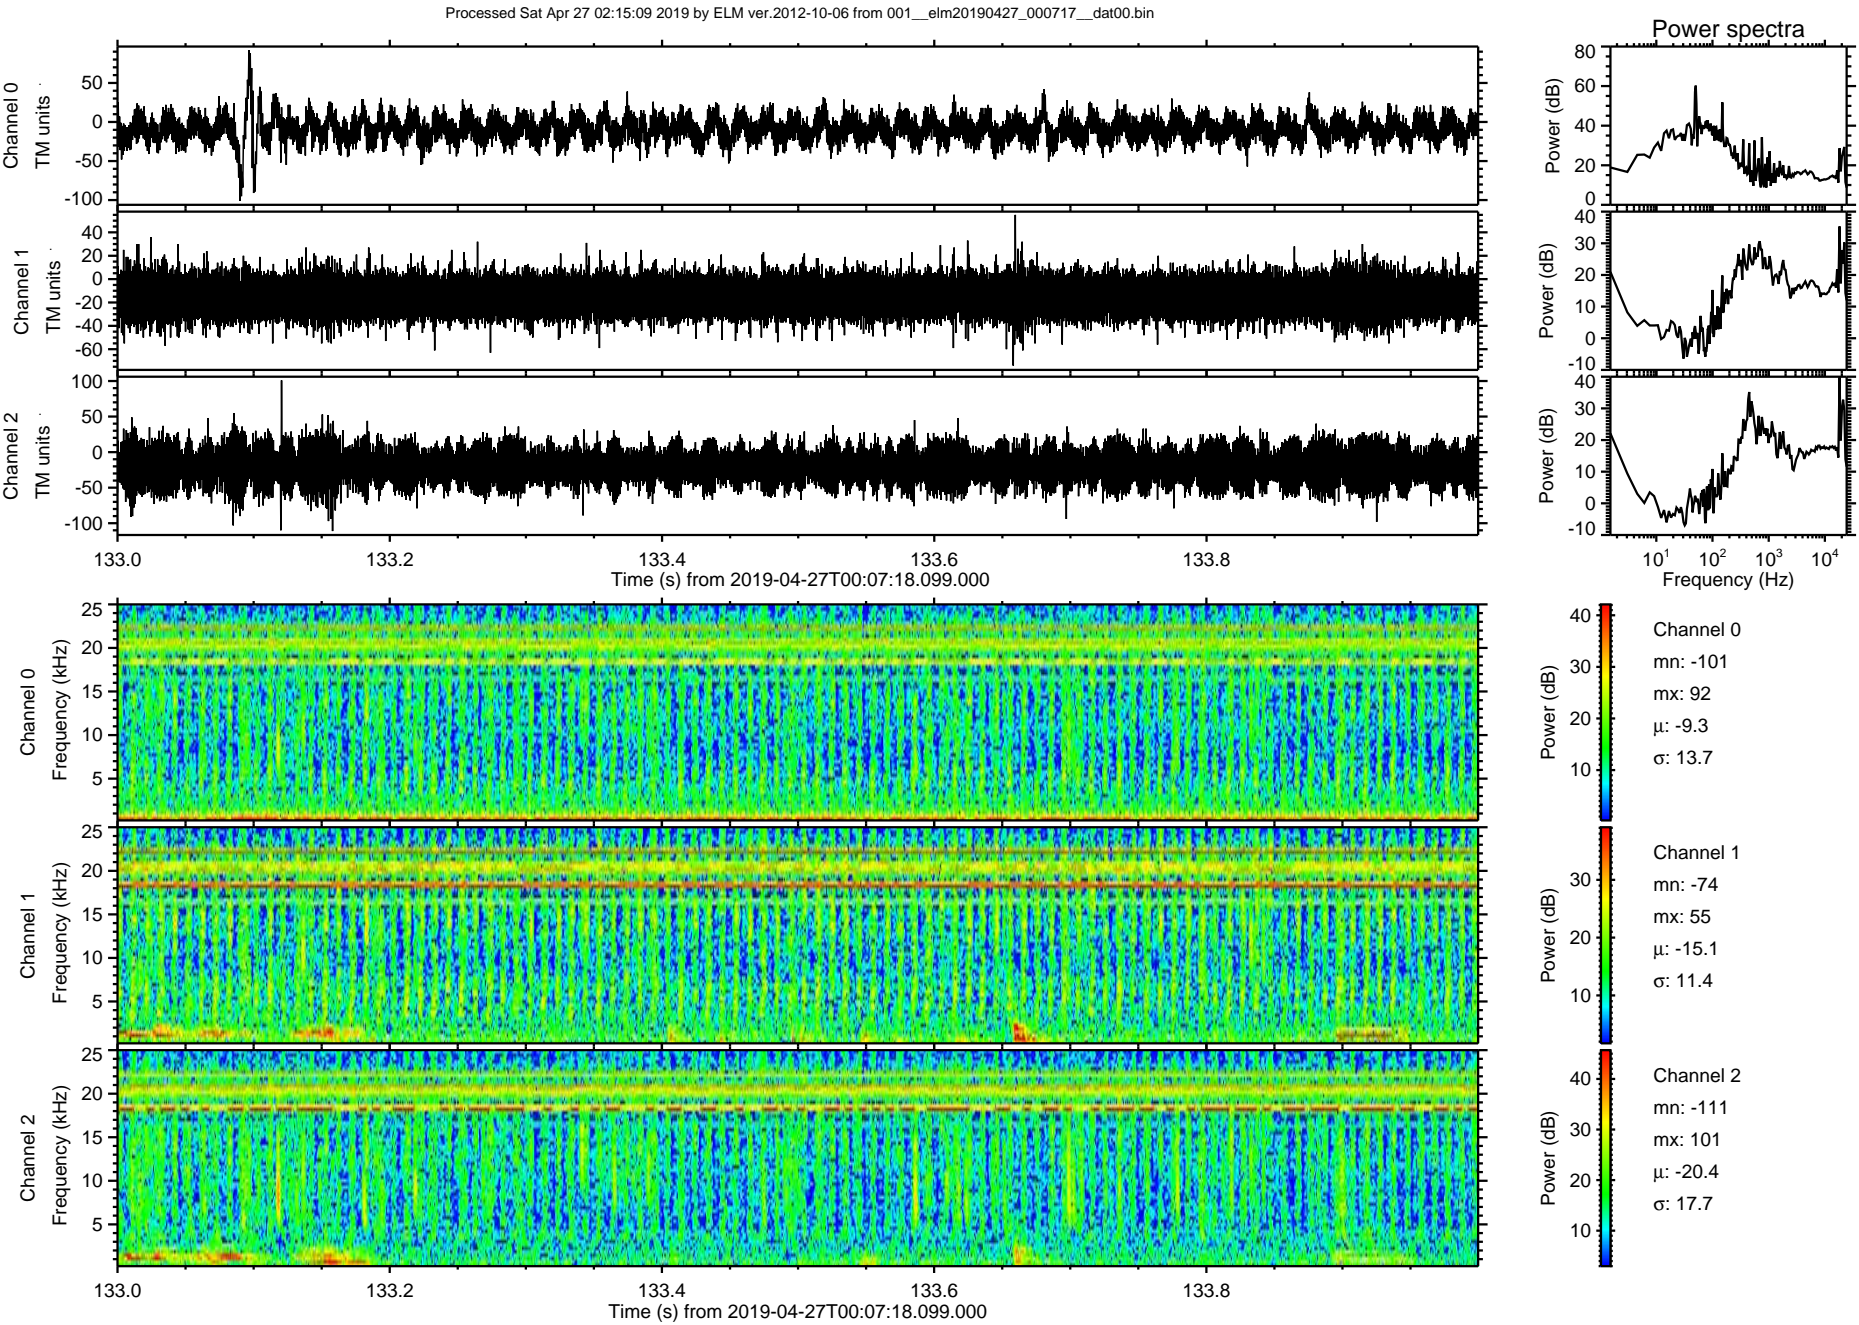 Processed Sat Apr 27 02:15:09 2019 by ELM ver.2012-10-06 from 001__elm20190427_000717__dat00.bin
Power spectra
Channel 0
TM units
50
0
-50
-100
Power (dB)
80
60
40
20
0
Channel 1
TM units
40
20
0
-20
-40
-60
Power (dB)
40
30
20
10
0
-10
Channel 2
TM units
100
50
0
-50
-100
Power (dB)
40
30
20
10
0
-10
133.0 133.2 133.4 133.6 133.8
Time (s) from 2019-04-27T00:07:18.099.000
10¹ 10² 10³ 10⁴
Frequency (Hz)
Channel 0
Frequency (kHz)
25
20
15
10
5
Power (dB)
40
30
20
10
Channel 0
mn: -101
mx: 92
µ: -9.3
σ: 13.7
Channel 1
Frequency (kHz)
25
20
15
10
5
Power (dB)
30
20
10
Channel 1
mn: -74
mx: 55
µ: -15.1
σ: 11.4
Channel 2
Frequency (kHz)
25
20
15
10
5
Power (dB)
40
30
20
10
Channel 2
mn: -111
mx: 101
µ: -20.4
σ: 17.7
133.0 133.2 133.4 133.6 133.8
Time (s) from 2019-04-27T00:07:18.099.000